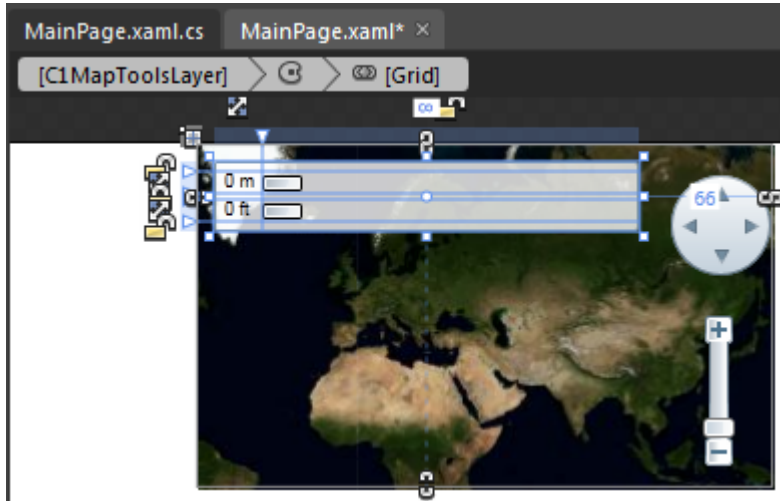 MainPage.xaml.cs MainPage.xaml* ×
[C1MapToolsLayer] [Grid]
∞
0 m
66
0 ft